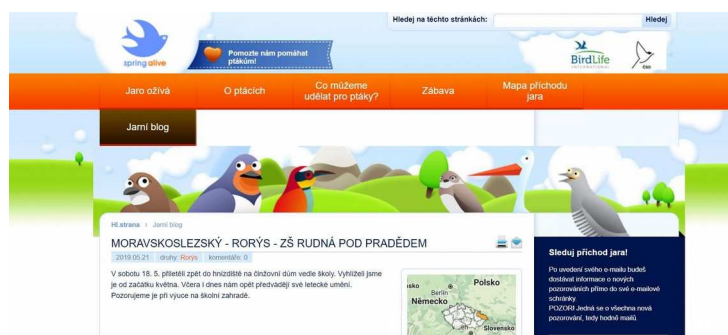 Hledej na těchto stránkách:
Hledej
spring alive
Pomozte nám pomáhat
ptákům!
BirdLife
INTERNATIONAL
ČSO
Jaro ožívá
O ptácích
Co můžeme
udělat pro ptáky?
Zábava
Mapa příchodu
jara
Jarní blog
Hl.strana
Jarní blog
MORAVSKOSLEZSKÝ - RORÝS - ZŠ RUDNÁ POD PRADĚDEM
2019.05.21 druhy: Rorýs komentáře: 0
V sobotu 18. 5. přiletěli zpět do hnízdiště na činžovní dům vedle školy. Vyhlíželi jsme
je od začátku května. Včera i dnes nám opět předvádějí své letecké umění.
Pozorujeme je při výuce na školní zahradě.
Berlin
Polsko
Německo
Slovensko
Sleduj příchod jara!
Po uvedení svého e-mailu budeš
dostávat informace o nových
pozorováních přímo do své e-mailové
schránky.
POZOR! Jedná se o všechna nová
pozorování, tedy hodně mailů.